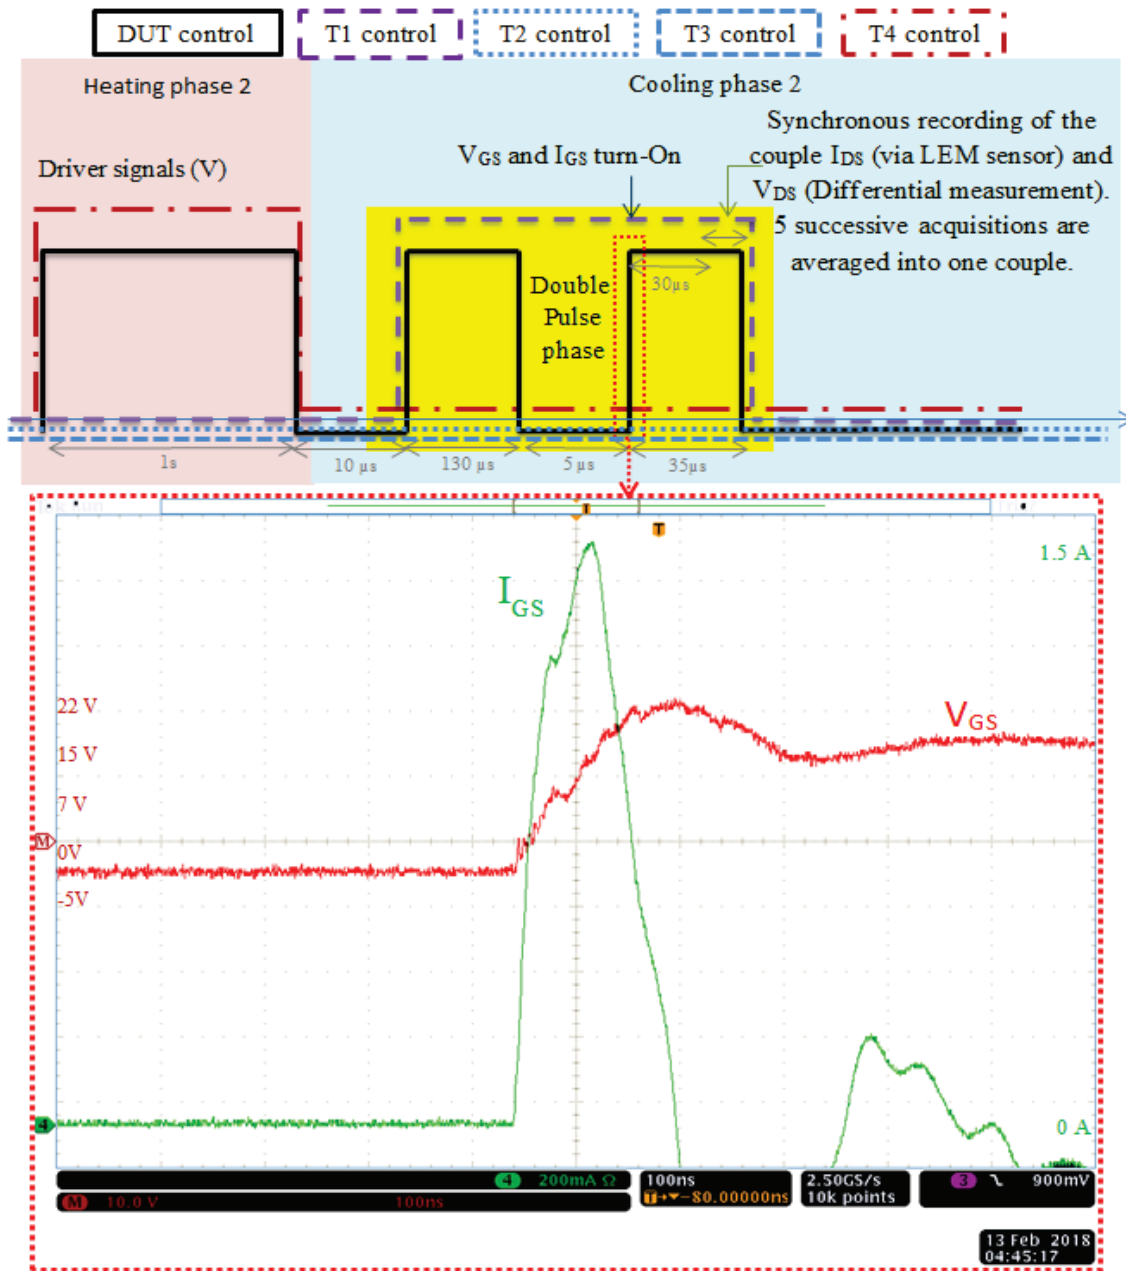 DUT control
T1 control
T2 control
T3 control
T4 control
Heating phase 2
Cooling phase 2
Driver signals (V)
VGS and IGS turn-On
Synchronous recording of the
couple IDS (via LEM sensor) and
VDS (Differential measurement).
5 successive acquisitions are
averaged into one couple.
Double
Pulse
phase
30µs
1s
10 µs
130 µs
5 µs
35µs
T
T
1.5 A
IGS
22 V
VGS
15 V
7 V
M
0V
-5V
4
0 A
4 200mA Ω
M 10.0 V 100ns
100ns
T→▼-80.00000ns
2.50GS/s
10k points
3 900mV
13 Feb 2018
04:45:17